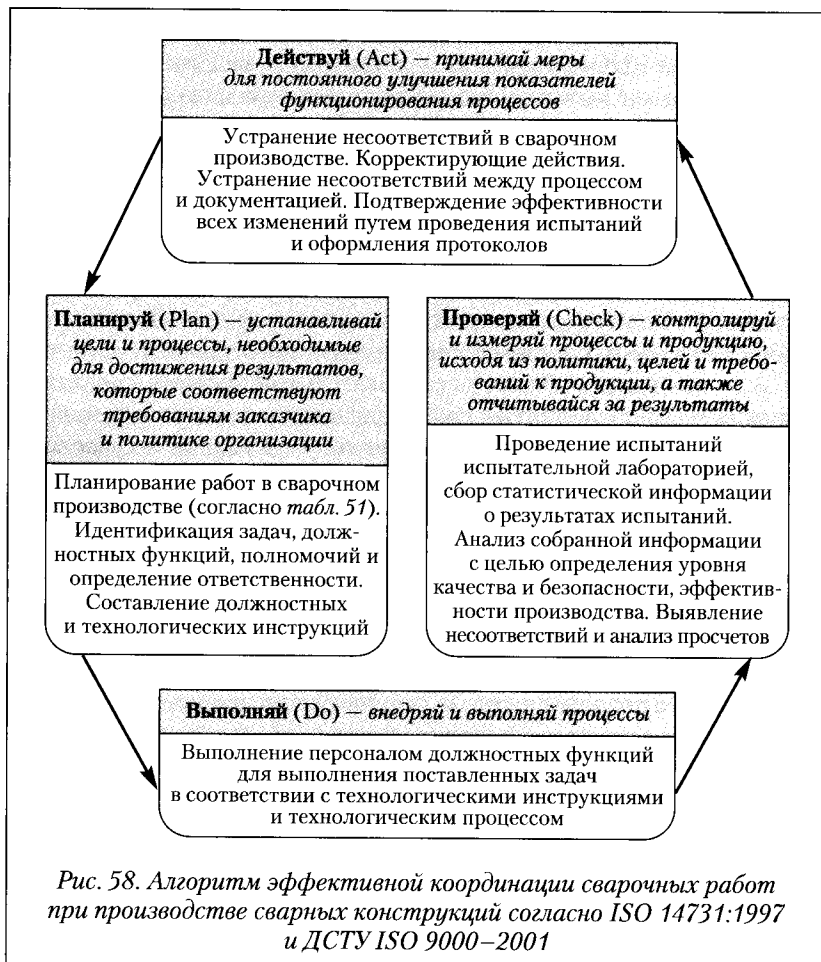 Действуй (Act) — принимай меры
для постоянного улучшения показателей
функционирования процессов
Устранение несоответствий в сварочном
производстве. Корректирующие действия.
Устранение несоответствий между процессом
и документацией. Подтверждение эффективности
всех изменений путем проведения испытаний
и оформления протоколов
Планируй (Plan) — устанавливай
цели и процессы, необходимые
для достижения результатов,
которые соответствуют
требованиям заказчика
и политике организации
Планирование работ в сварочном
производстве (согласно табл. 51).
Идентификация задач, долж-
ностных функций, полномочий и
определение ответственности.
Составление должностных
и технологических инструкций
Проверяй (Check) — контролируй
и измеряй процессы и продукцию,
исходя из политики, целей и требо-
ваний к продукции, а также
отчитывайся за результаты
Проведение испытаний
испытательной лабораторией,
сбор статистической информации
о результатах испытаний.
Анализ собранной информации
с целью определения уровня
качества и безопасности, эффектив-
ности производства. Выявление
несоответствий и анализ просчетов
Выполняй (Do) — внедряй и выполняй процессы
Выполнение персоналом должностных функций
для выполнения поставленных задач
в соответствии с технологическими инструкциями
и технологическим процессом
Рис. 58. Алгоритм эффективной координации сварочных работ
при производстве сварных конструкций согласно ISO 14731:1997
и ДСТУ ISO 9000–2001